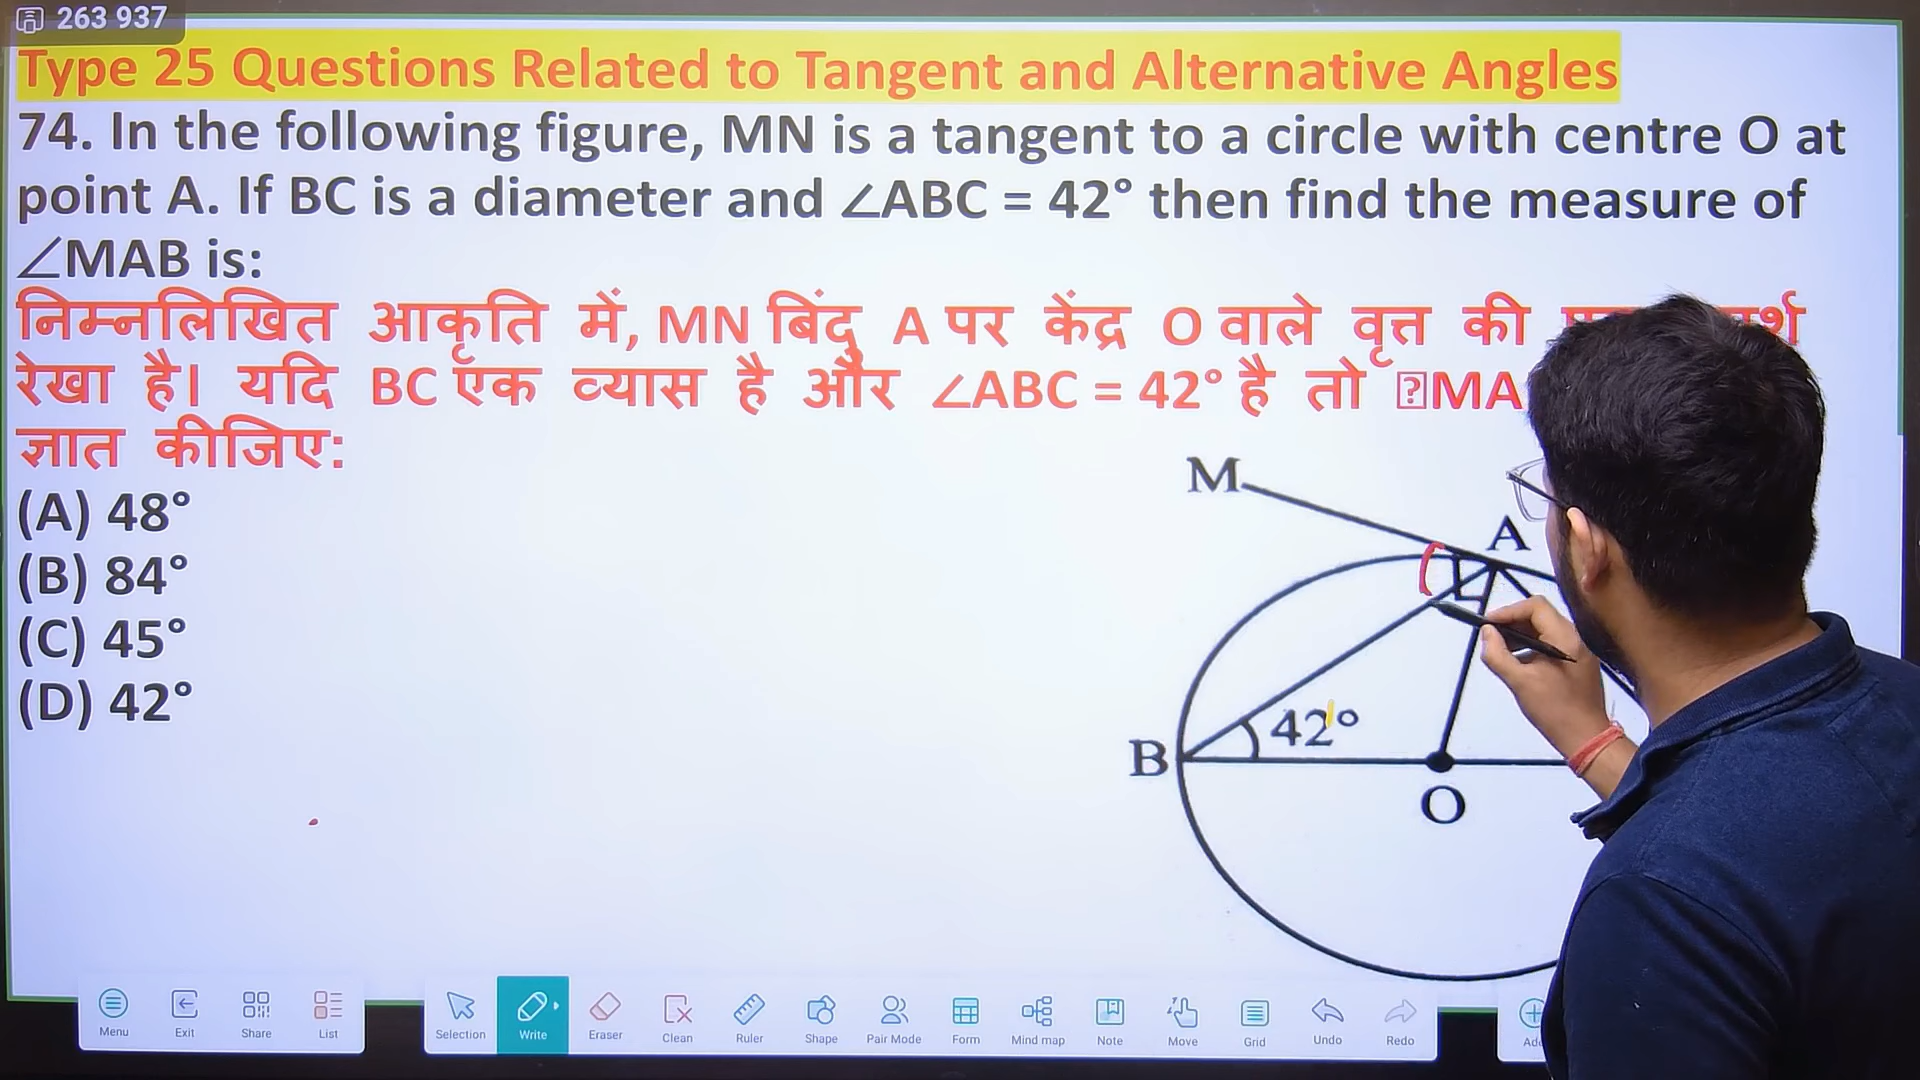 263 937
Type 25 Questions Related to Tangent and Alternative Angles
74. In the following figure, MN is a tangent to a circle with centre O at
point A. If BC is a diameter and ∠ABC = 42° then find the measure of
∠MAB is:
निम्नलिखित आकृति में, MN बिंदु A पर केंद्र O वाले वृत्त की
रेखा है। यदि BC एक व्यास है और ∠ABC = 42° है तो
ज्ञात कीजिए:
(A) 48°
(B) 84°
(C) 45°
(D) 42°
M
A
42°
B
O
Menu
Exit
Share
List
Selection
Write
Eraser
Clean
Ruler
Shape
Pair Mode
Form
Mind map
Note
Move
Grid
Undo
Redo